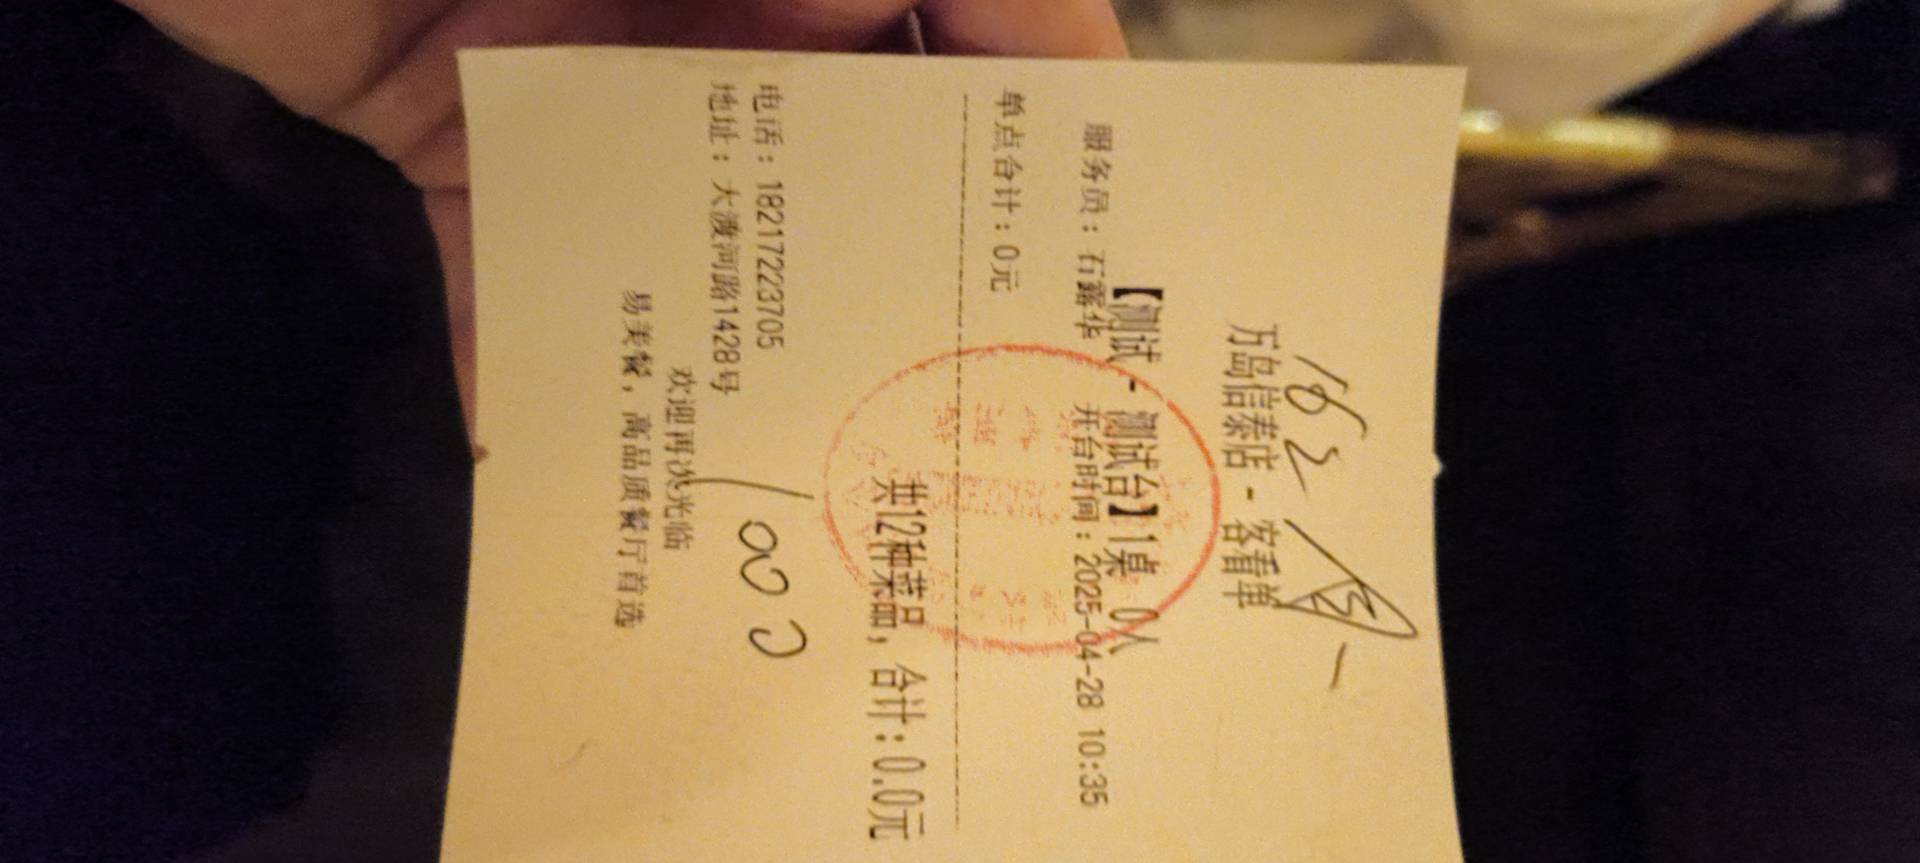 182
万岛信泰店 - 客看单
【测试 - 测试台】1桌 0人
服务员：石露华 开台时间：2025-04-28 10:35
单点合计：0元
共12种菜品，合计：0.0元
1000
电话：18217223705
地址：大渡河路1428号
欢迎再次光临
易美餐，高品质餐厅首选